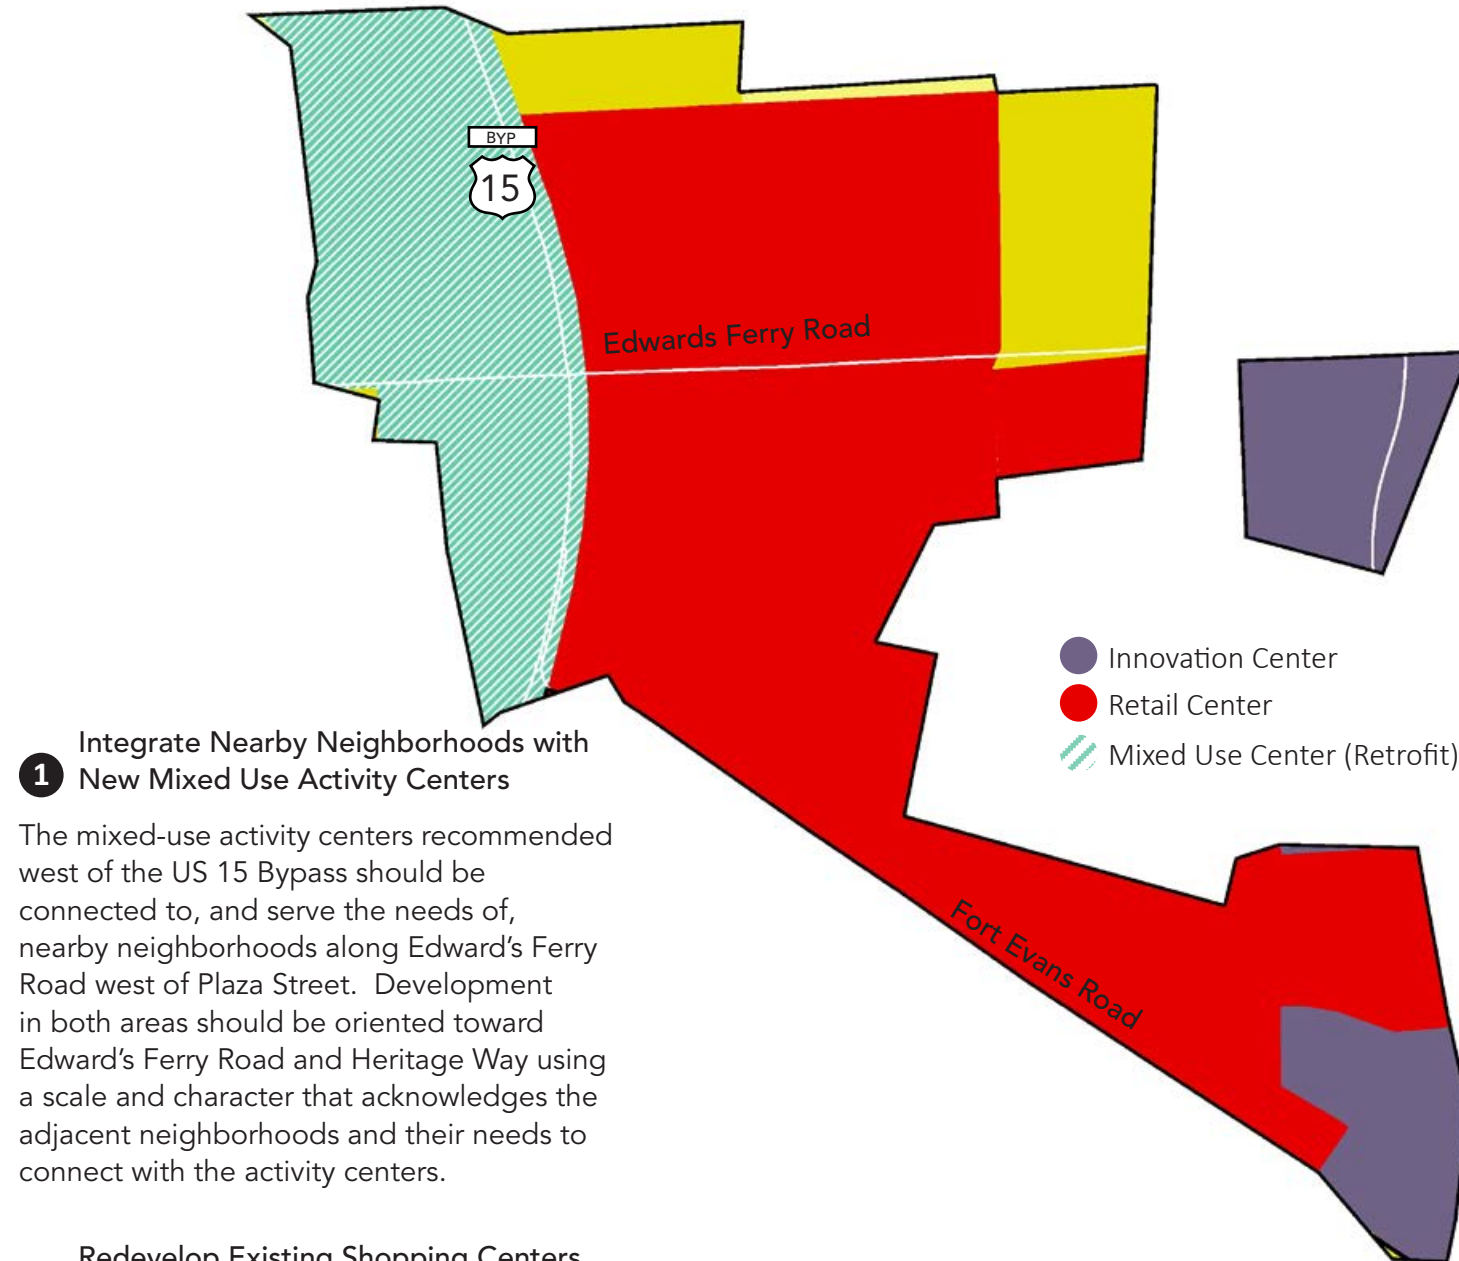 BYP
15
Edwards Ferry Road
Innovation Center
Retail Center
Mixed Use Center (Retrofit)
Fort Evans Road
1
Integrate Nearby Neighborhoods with
New Mixed Use Activity Centers
The mixed-use activity centers recommended
west of the US 15 Bypass should be
connected to, and serve the needs of,
nearby neighborhoods along Edward’s Ferry
Road west of Plaza Street.  Development
in both areas should be oriented toward
Edward’s Ferry Road and Heritage Way using
a scale and character that acknowledges the
adjacent neighborhoods and their needs to
connect with the activity centers.
Redevelop Existing Shopping Centers